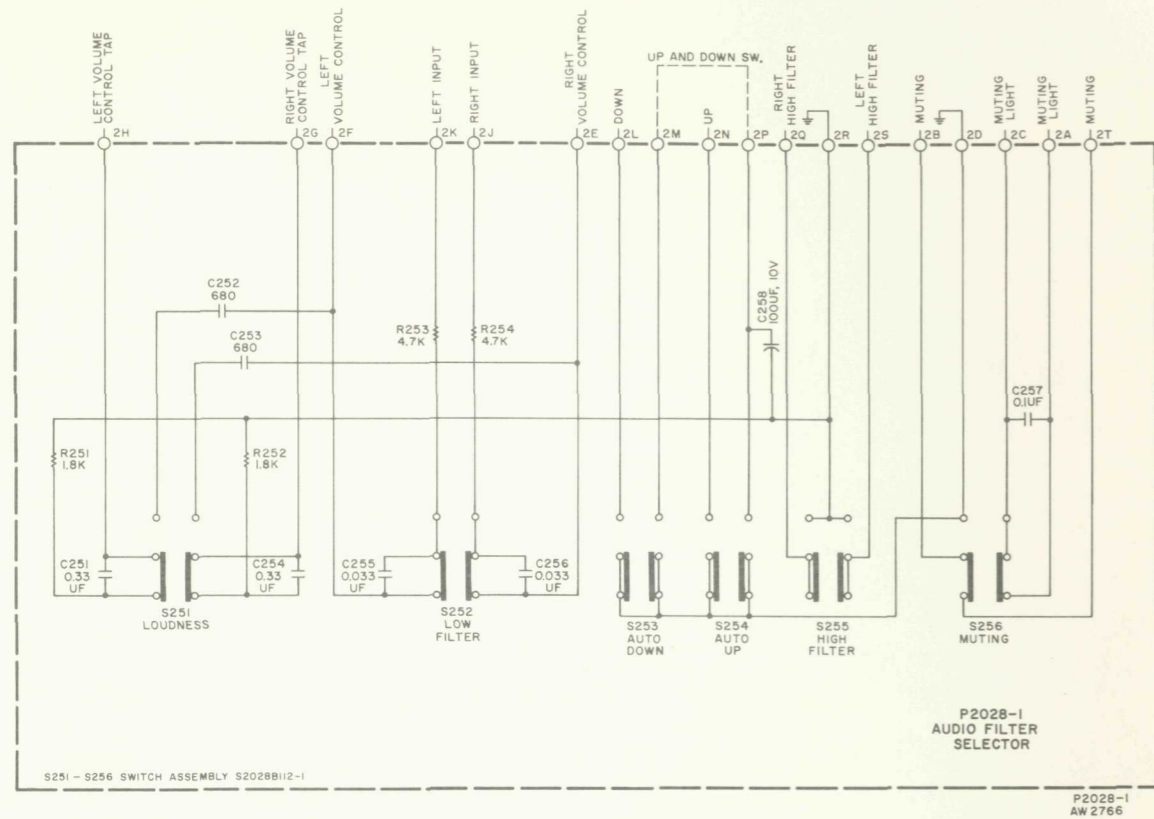 LEFT VOLUME
CONTROL TAP
RIGHT VOLUME
CONTROL TAP
LEFT
VOLUME CONTROL
LEFT INPUT
RIGHT INPUT
RIGHT
VOLUME CONTROL
DOWN
UP AND DOWN SW.
UP
RIGHT
HIGH FILTER
LEFT
HIGH FILTER
MUTING
MUTING
LIGHT
MUTING
LIGHT
MUTING
2H
2G
2F
2K
2J
2E
2L
2M
2N
2P
2Q
2R
2S
2B
2D
2C
2A
2T
C252
680
C253
680
R253
4.7K
R254
4.7K
C258
100UF, 10V
C257
0.1UF
R251
1.8K
R252
1.8K
C251
0.33
UF
C254
0.33
UF
C255
0.033
UF
C256
0.033
UF
S251
LOUDNESS
S252
LOW
FILTER
S253
AUTO
DOWN
S254
AUTO
UP
S255
HIGH
FILTER
S256
MUTING
P2028-1
AUDIO FILTER
SELECTOR
S251 - S256 SWITCH ASSEMBLY S2028B112-1
P2028-1
AW2766